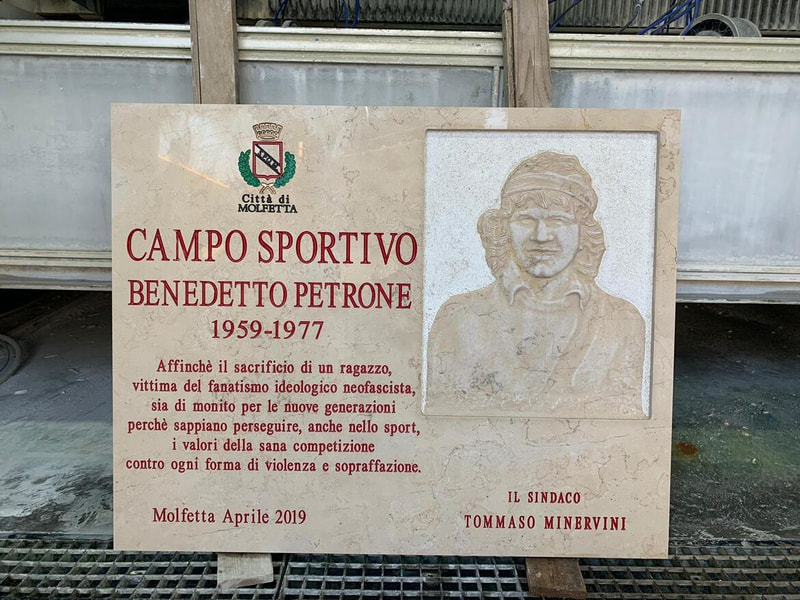 Città di
MOLFETTA
CAMPO SPORTIVO
BENEDETTO PETRONE
1959-1977
Affinchè il sacrificio di un ragazzo,
vittima del fanatismo ideologico neofascista,
sia di monito per le nuove generazioni
perchè sappiano perseguire, anche nello sport,
i valori della sana competizione
contro ogni forma di violenza e sopraffazione.
Molfetta Aprile 2019
IL SINDACO
TOMMASO MINERVINI